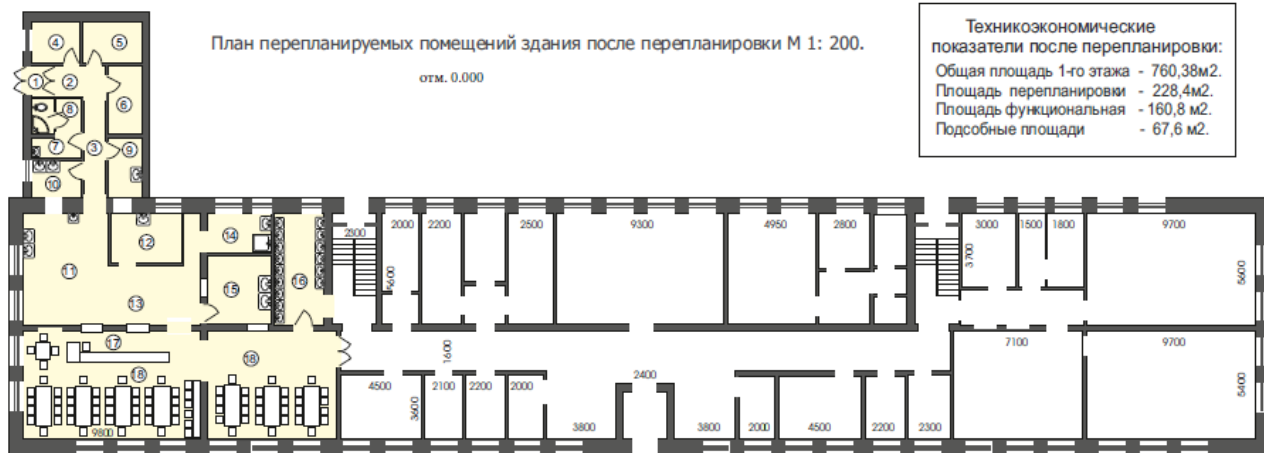 План перепланируемых помещений здания после перепланировки М 1: 200.
отм. 0.000
Техникоэкономические
показатели после перепланировки:
Общая площадь 1-го этажа - 760,38м2.
Площадь перепланировки - 228,4м2.
Площадь функциональная - 160,8 м2.
Подсобные площади - 67,6 м2.
4 5
1 2
6
8
7 3 9
10
2300 2000 2200 2500 9300 4950 2800 3000 1500 1800 9700
12 14
11
3700
5600 5600
15 16
13
17
18 18
1600 7100 9700
2400
4500 2100 2200 2000
3600 5400
9800 3800 3800 2000 4500 2200 2300